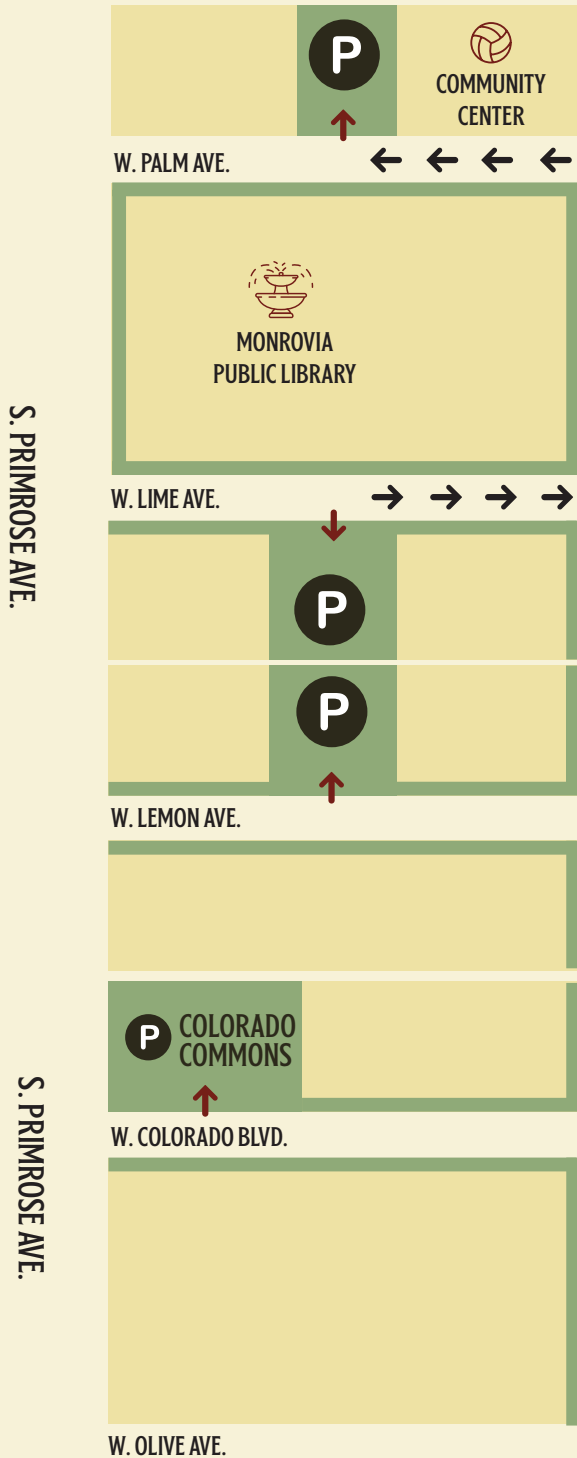 P
COMMUNITY
CENTER
W. PALM AVE.
MONROVIA
PUBLIC LIBRARY
S. PRIMROSE AVE.
W. LIME AVE.
P
P
W. LEMON AVE.
P
COLORADO
COMMONS
S. PRIMROSE AVE.
W. COLORADO BLVD.
W. OLIVE AVE.